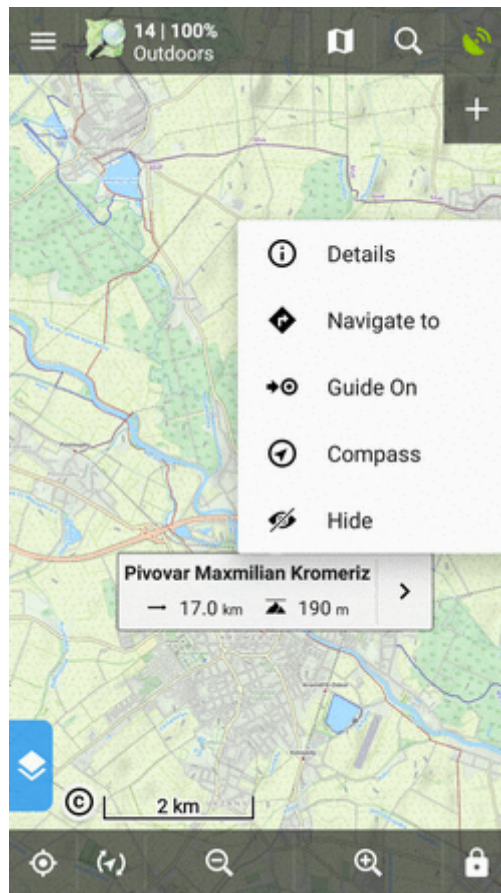 14 | 100%
Outdoors
Details
Navigate to
Guide On
Compass
Hide
Pivovar Maxmilian Kromeriz
17.0 km 190 m
©
2 km